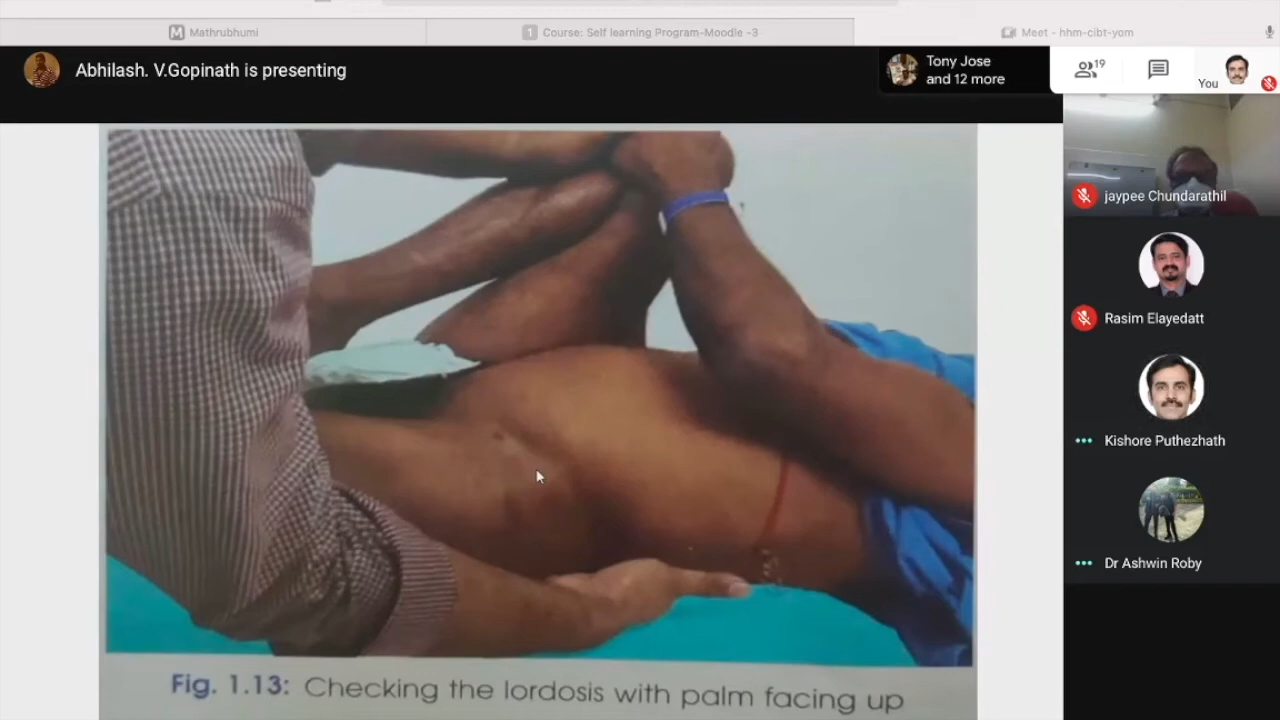 Mathrubhumi
1 Course: Self learning Program-Moodle -3
Meet - hhm-cibt-yom
Abhilash. V.Gopinath is presenting
Tony Jose
and 12 more
19
You
jaypee Chundarathil
Rasim Elayedatt
Kishore Puthezhath
Dr Ashwin Roby
Fig. 1.13: Checking the lordosis with palm facing up